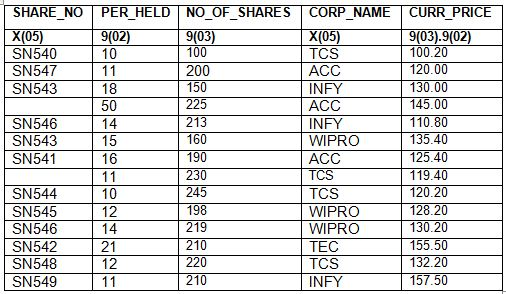 SHARE_NO PER_HELD NO_OF_SHARES CORP_NAME CURR_PRICE
X(05) 9(02) 9(03) X(05) 9(03).9(02)
SN540 10 100 TCS 100.20
SN547 11 200 ACC 120.00
SN543 18 150 INFY 130.00
50 225 ACC 145.00
SN546 14 213 INFY 110.80
SN543 15 160 WIPRO 135.40
SN541 16 190 ACC 125.40
11 230 TCS 119.40
SN544 10 245 TCS 120.20
SN545 12 198 WIPRO 128.20
SN546 14 219 WIPRO 130.20
SN542 21 210 TEC 155.50
SN548 12 220 TCS 132.20
SN549 11 210 INFY 157.50